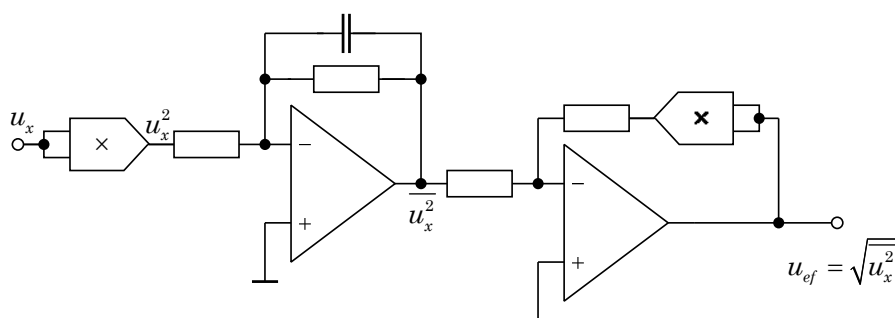 u_x
×
u_x^2
−
+
\overline{u_x^2}
×
−
+
u_{ef} = \sqrt{\overline{u_x^2}}